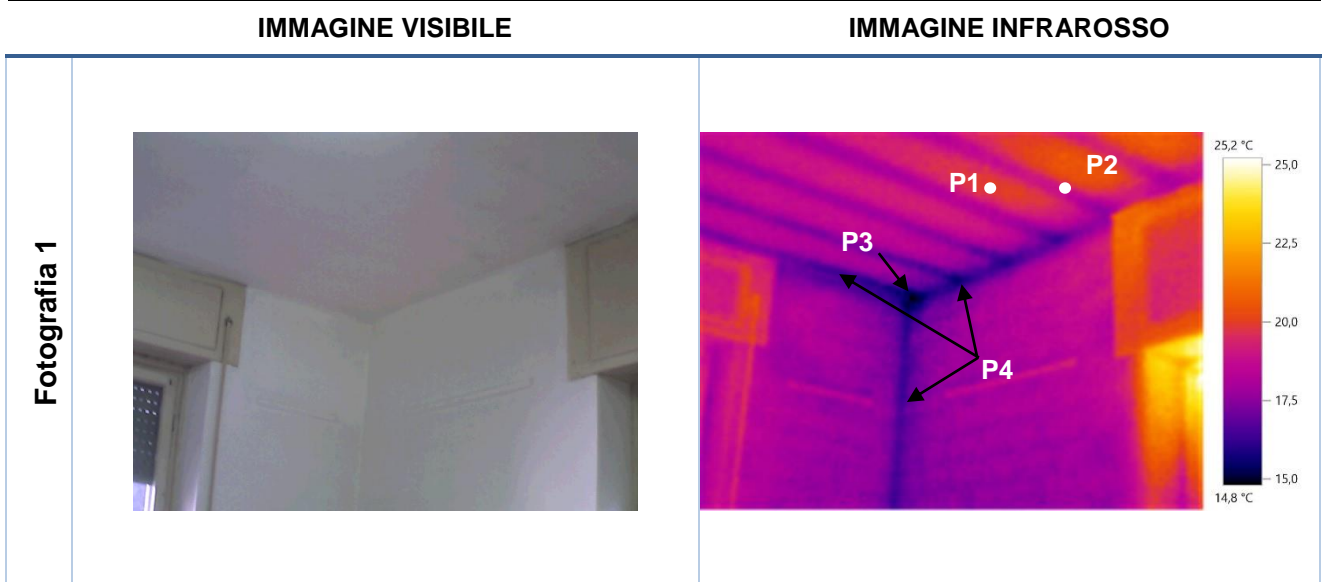 IMMAGINE VISIBILE
IMMAGINE INFRAROSSO
Fotografia 1
P1
P2
P3
P4
25,2 °C
25,0
22,5
20,0
17,5
15,0
14,8 °C